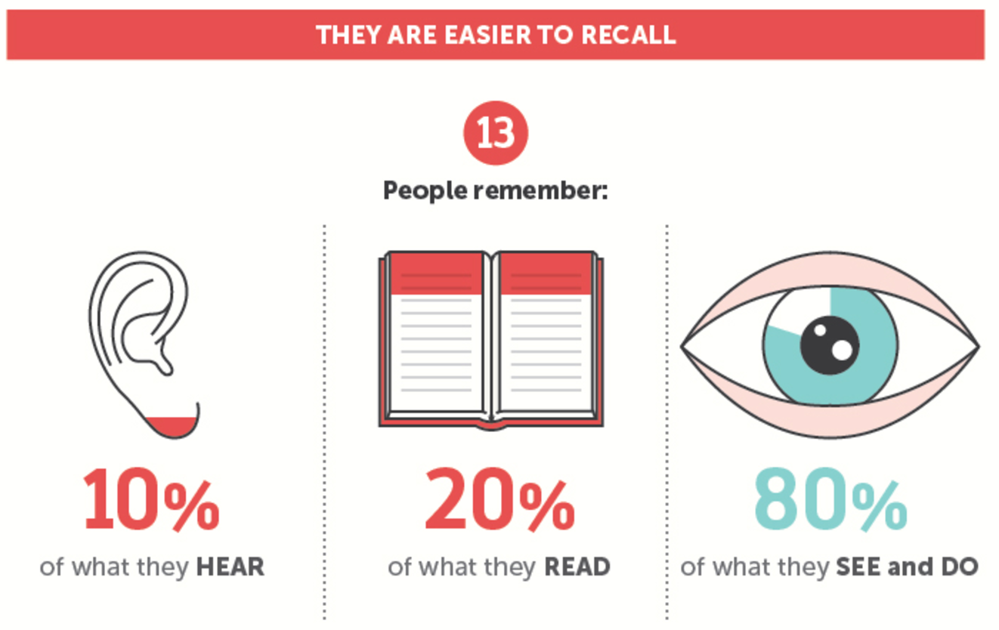 THEY ARE EASIER TO RECALL
13
People remember:
10%
of what they HEAR
20%
of what they READ
80%
of what they SEE and DO